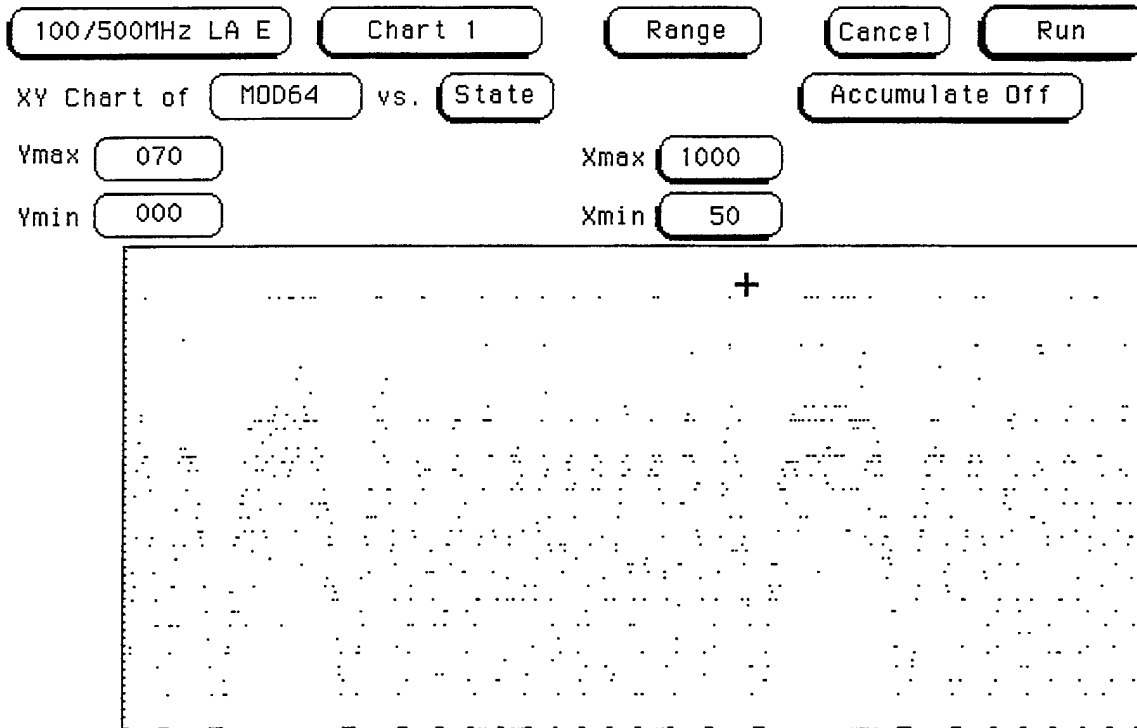 100/500MHz LA E Chart 1 Range Cancel Run
XY Chart of MOD64 vs. State Accumulate Off
Ymax 070 Xmax 1000
Ymin 000 Xmin 50